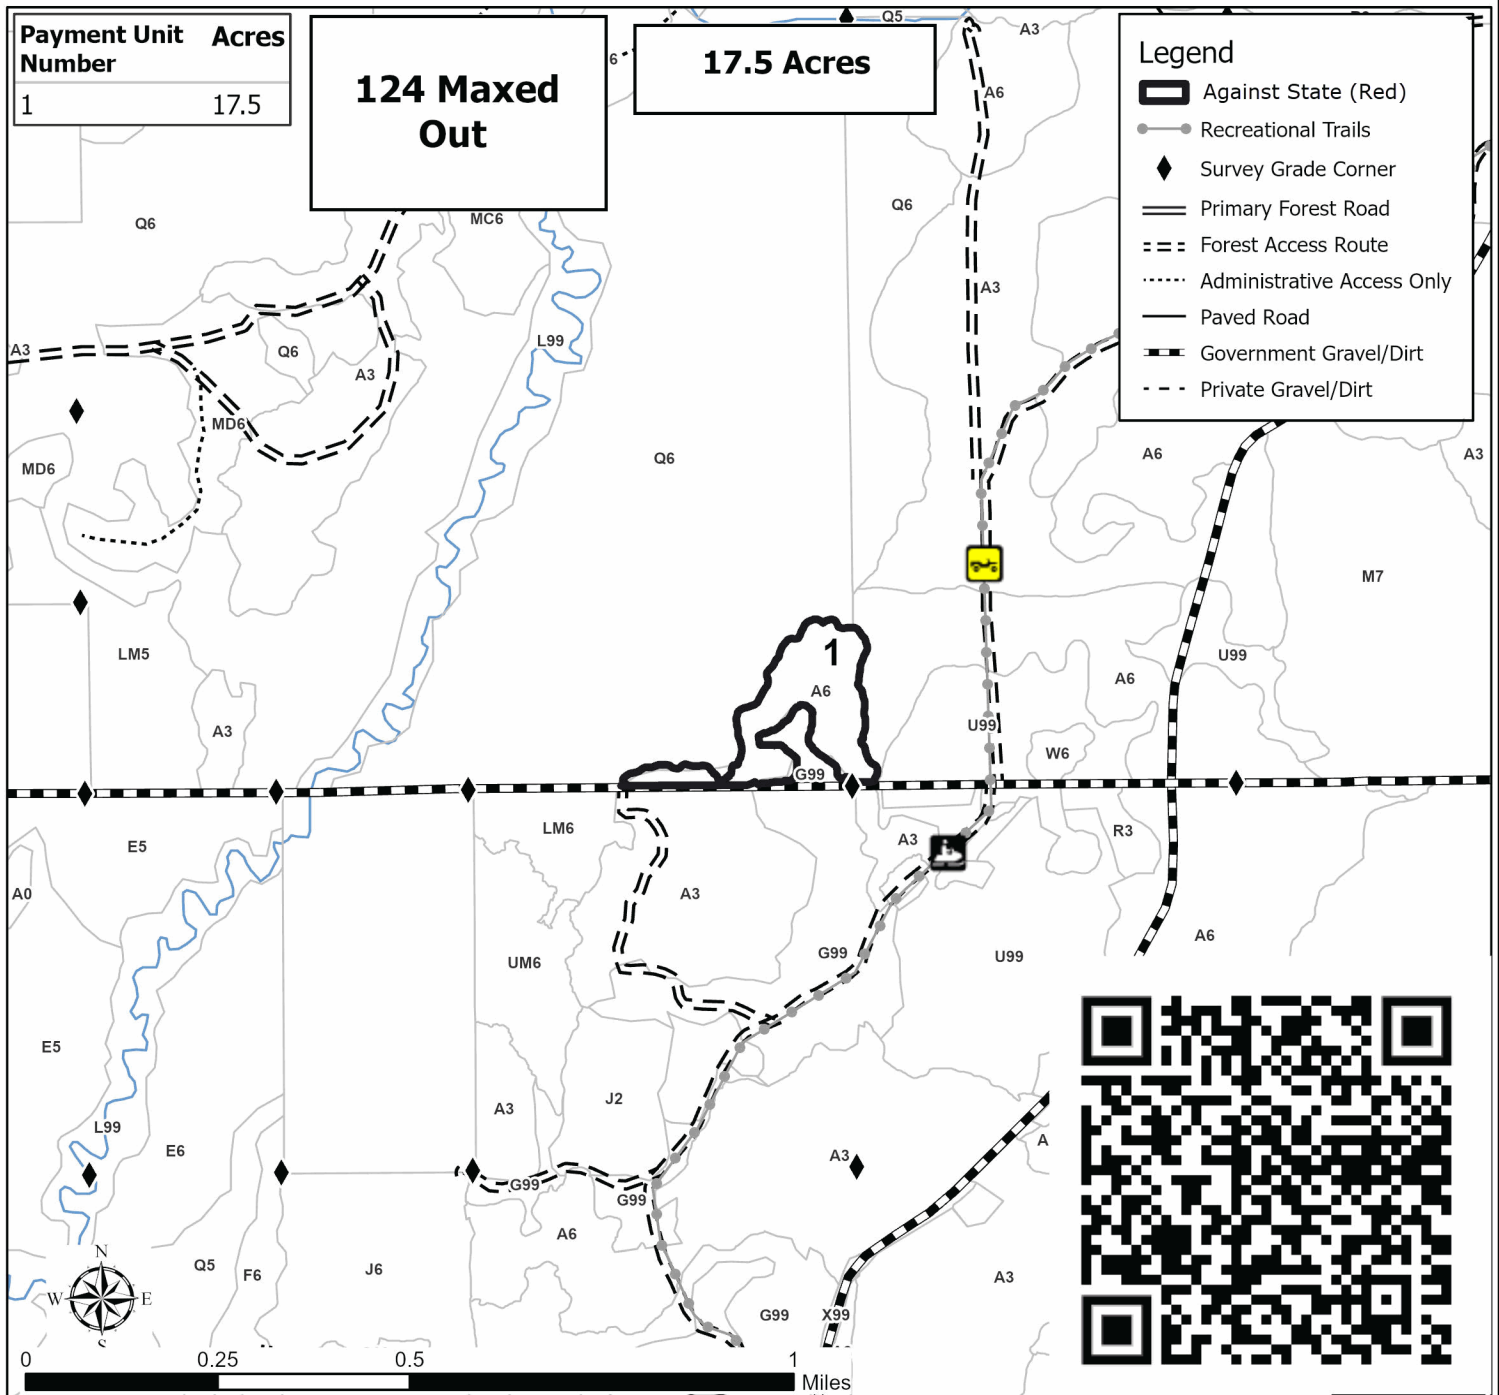 Payment Unit Number Acres
1 17.5
124 Maxed
Out
17.5 Acres
Legend
Against State (Red)
Recreational Trails
Survey Grade Corner
Primary Forest Road
Forest Access Route
Administrative Access Only
Paved Road
Government Gravel/Dirt
Private Gravel/Dirt
Q5
A3
6
A6
Q6
MC6
Q6
A3
L99
A3
Q6
A3
MD6
Q6
A6
A3
MD6
M7
LM5
1
U99
A6
A6
A3
U99
W6
G99
LM6
A3
R3
E5
A0
A3
G99
A6
UM6
U99
E5
J2
A3
L99
E6
A3
A
G99
G99
A6
Q5
F6
J6
A3
G99
X99
N
W
E
S
0 0.25 0.5 1
Miles